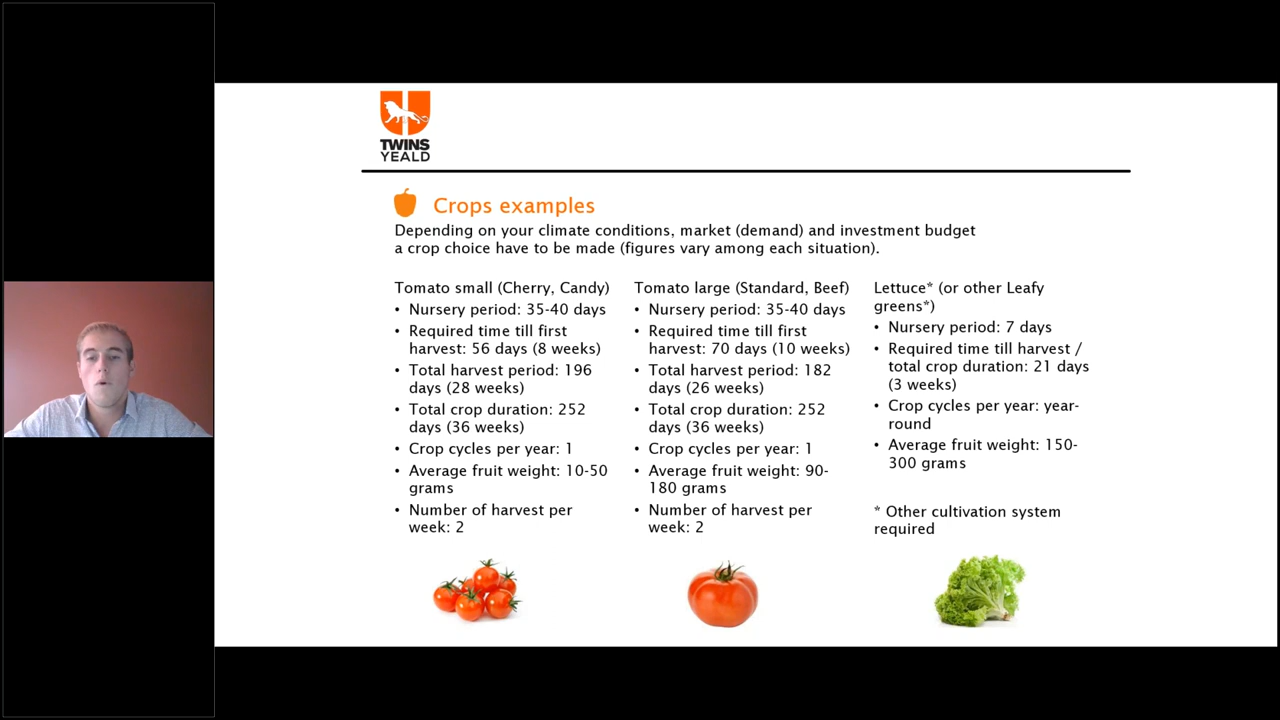 TWINS
YEALD
Crops examples
Depending on your climate conditions, market (demand) and investment budget
a crop choice have to be made (figures vary among each situation).
Tomato small (Cherry, Candy)
• Nursery period: 35-40 days
• Required time till first
harvest: 56 days (8 weeks)
• Total harvest period: 196
days (28 weeks)
• Total crop duration: 252
days (36 weeks)
• Crop cycles per year: 1
• Average fruit weight: 10-50
grams
• Number of harvest per
week: 2
Tomato large (Standard, Beef)
• Nursery period: 35-40 days
• Required time till first
harvest: 70 days (10 weeks)
• Total harvest period: 182
days (26 weeks)
• Total crop duration: 252
days (36 weeks)
• Crop cycles per year: 1
• Average fruit weight: 90-
180 grams
• Number of harvest per
week: 2
Lettuce* (or other Leafy
greens*)
• Nursery period: 7 days
• Required time till harvest /
total crop duration: 21 days
(3 weeks)
• Crop cycles per year: year-
round
• Average fruit weight: 150-
300 grams
* Other cultivation system
required